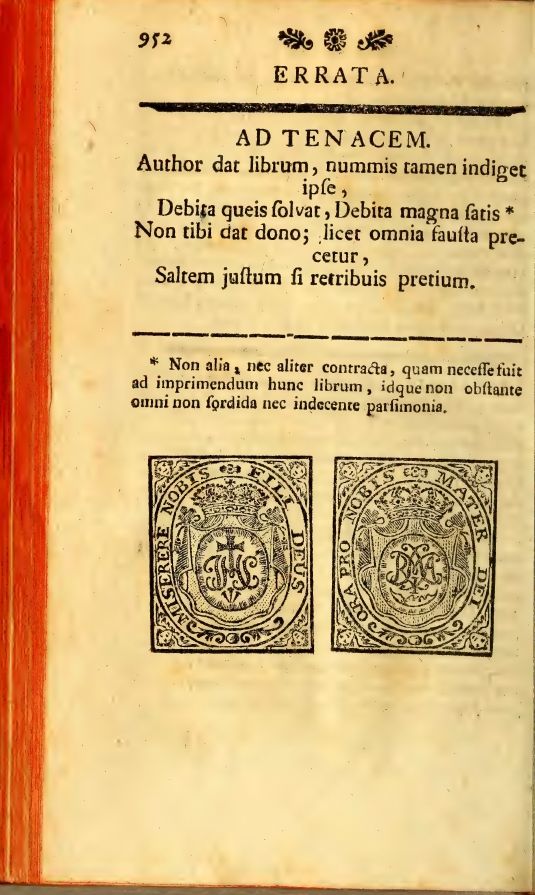 952
ERRATA.
AD TENACEM.
Author dat librum, nummis tamen indiget
ipſe,
Debita queis ſolvat, Debita magna ſatis *
Non tibi dat dono; licet omnia fauſta pre-
cetur,
Saltem juſtum ſi retribuis pretium.
* Non alia, nec aliter contracta, quam neceſſe fuit
ad imprimendum hunc librum, idque non obſtante
omni non ſordida nec indecente parſimonia.
MISERERE NOBIS FILI DEUS
IHS
ORA PRO NOBIS MATER DEI